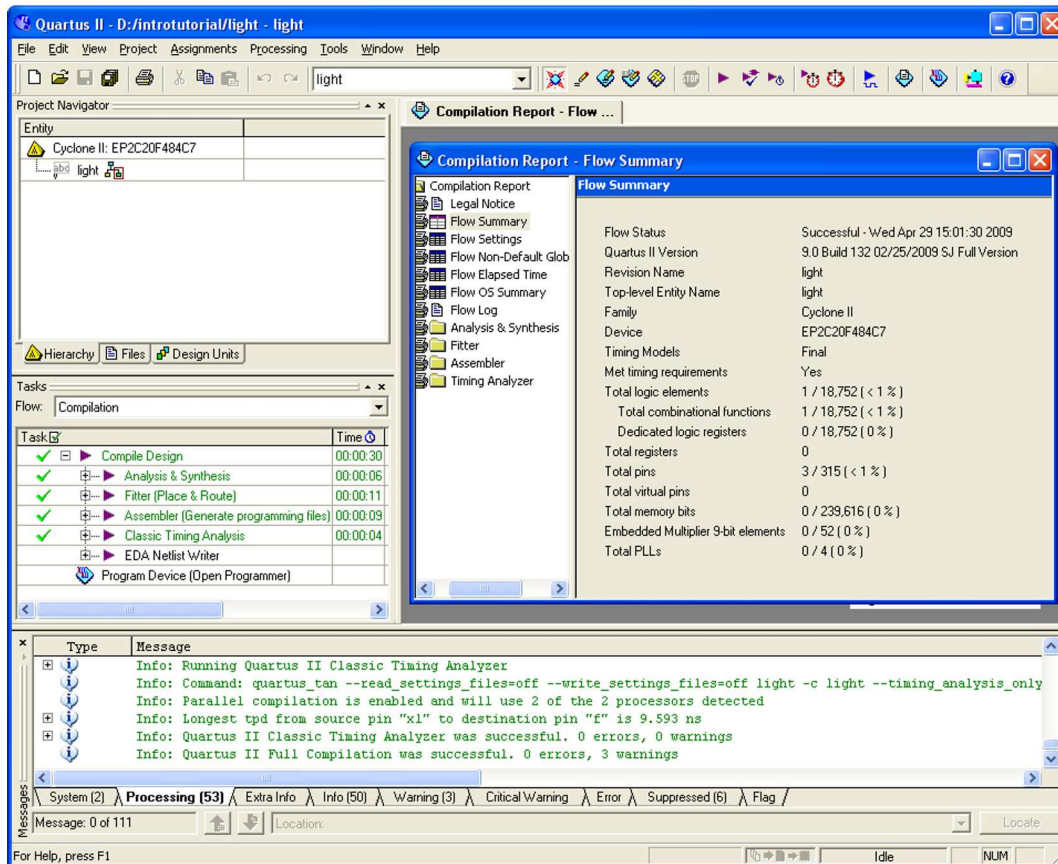 Quartus II - D:/introtutorial/light - light
File Edit View Project Assignments Processing Tools Window Help
light
STOP
Project Navigator
Entity
Cyclone II: EP2C20F484C7
abd light
Hierarchy Files Design Units
Tasks
Flow: Compilation
Task Time
Compile Design 00:00:30
Analysis & Synthesis 00:00:06
Fitter (Place & Route) 00:00:11
Assembler (Generate programming files) 00:00:09
Classic Timing Analysis 00:00:04
EDA Netlist Writer
Program Device (Open Programmer)
Compilation Report - Flow ...
Compilation Report - Flow Summary
Compilation Report
Legal Notice
Flow Summary
Flow Settings
Flow Non-Default Glob
Flow Elapsed Time
Flow OS Summary
Flow Log
Analysis & Synthesis
Fitter
Assembler
Timing Analyzer
Flow Summary
Flow Status Successful - Wed Apr 29 15:01:30 2009
Quartus II Version 9.0 Build 132 02/25/2009 SJ Full Version
Revision Name light
Top-level Entity Name light
Family Cyclone II
Device EP2C20F484C7
Timing Models Final
Met timing requirements Yes
Total logic elements 1 / 18,752 ( < 1 % )
Total combinational functions 1 / 18,752 ( < 1 % )
Dedicated logic registers 0 / 18,752 ( 0 % )
Total registers 0
Total pins 3 / 315 ( < 1 % )
Total virtual pins 0
Total memory bits 0 / 239,616 ( 0 % )
Embedded Multiplier 9-bit elements 0 / 52 ( 0 % )
Total PLLs 0 / 4 ( 0 % )
Type Message
Info: Running Quartus II Classic Timing Analyzer
Info: Command: quartus_tan --read_settings_files=off --write_settings_files=off light -c light --timing_analysis_only
Info: Parallel compilation is enabled and will use 2 of the 2 processors detected
Info: Longest tpd from source pin "x1" to destination pin "f" is 9.593 ns
Info: Quartus II Classic Timing Analyzer was successful. 0 errors, 0 warnings
Info: Quartus II Full Compilation was successful. 0 errors, 3 warnings
Messages
System (2) Processing (53) Extra Info Info (50) Warning (3) Critical Warning Error Suppressed (6) Flag
Message: 0 of 111 Location: Locate
For Help, press F1 Idle NUM